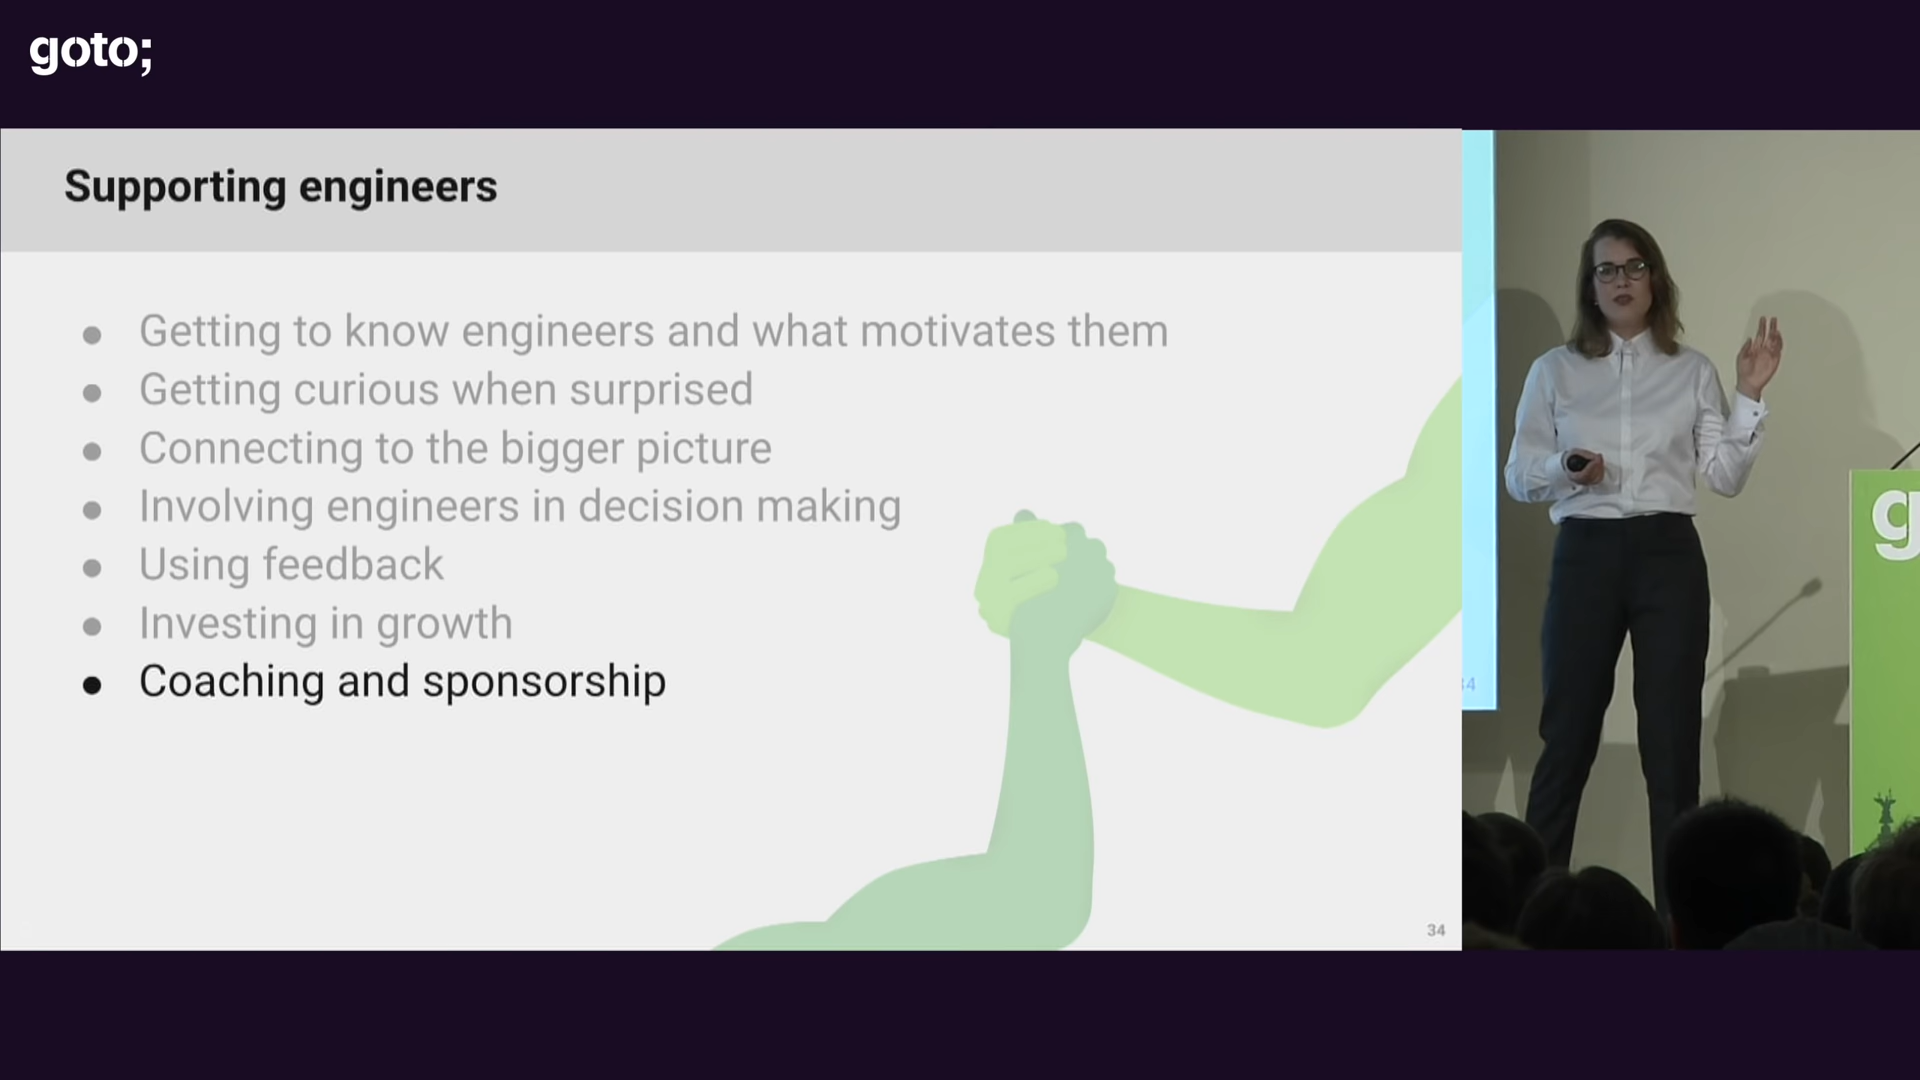 goto;
Supporting engineers
● Getting to know engineers and what motivates them
● Getting curious when surprised
● Connecting to the bigger picture
● Involving engineers in decision making
● Using feedback
● Investing in growth
● Coaching and sponsorship
34
34
g